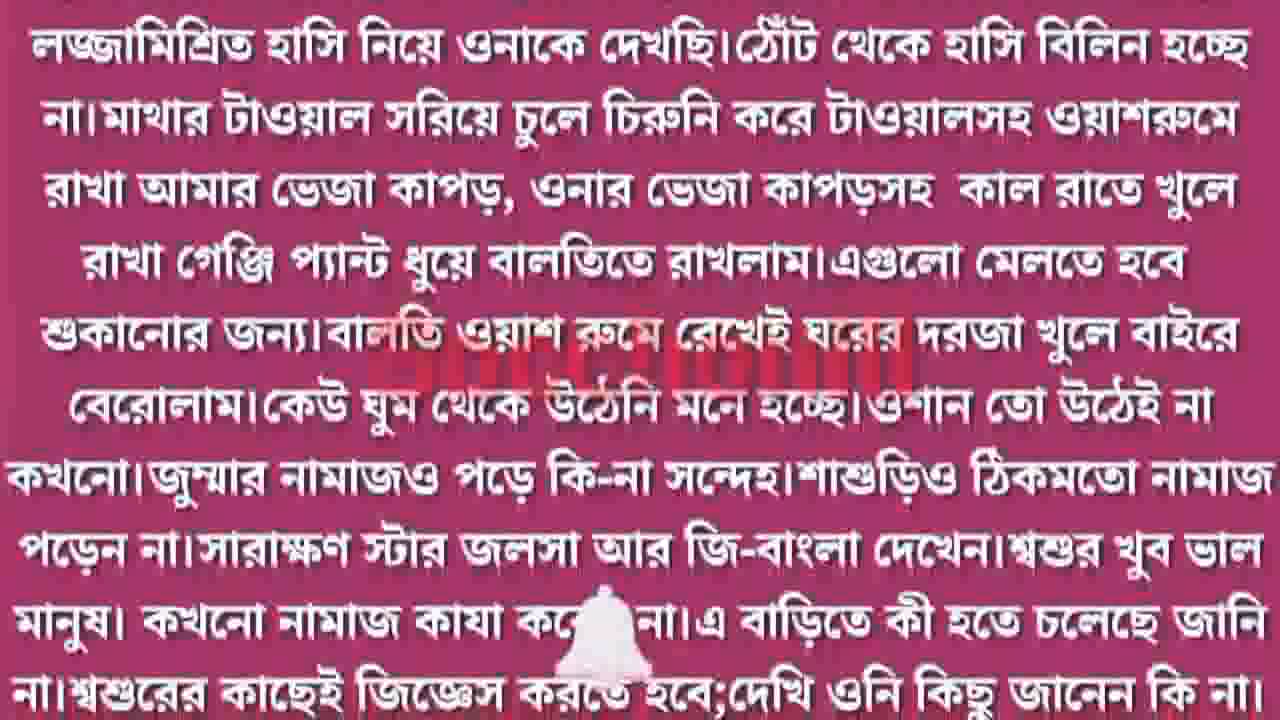 লজ্জামিশ্রিত হাসি নিয়ে ওনাকে দেখছি।ঠোঁট থেকে হাসি বিলিন হচ্ছে
না।মাথার টাওয়াল সরিয়ে চুলে চিরুনি করে টাওয়ালসহ ওয়াশরুমে
রাখা আমার ভেজা কাপড়, ওনার ভেজা কাপড়সহ কাল রাতে খুলে
রাখা গেঞ্জি প্যান্ট ধুয়ে বালতিতে রাখলাম।এগুলো মেলতে হবে
শুকানোর জন্য।বালতি ওয়াশ রুমে রেখেই ঘরের দরজা খুলে বাইরে
বেরোলাম।কেউ ঘুম থেকে উঠেনি মনে হচ্ছে।ওশান তো উঠেই না
কখনো।জুম্মার নামাজও পড়ে কি-না সন্দেহ।শাশুড়িও ঠিকমতো নামাজ
পড়েন না।সারাক্ষণ স্টার জলসা আর জি-বাংলা দেখেন।শ্বশুর খুব ভাল
মানুষ। কখনো নামাজ কাযা না।এ বাড়িতে কী হতে চলেছে জানি
না।শ্বশুরের কাছেই জিজ্ঞেস করতে হবে;দেখি ওনি কিছু জানেন কি না।